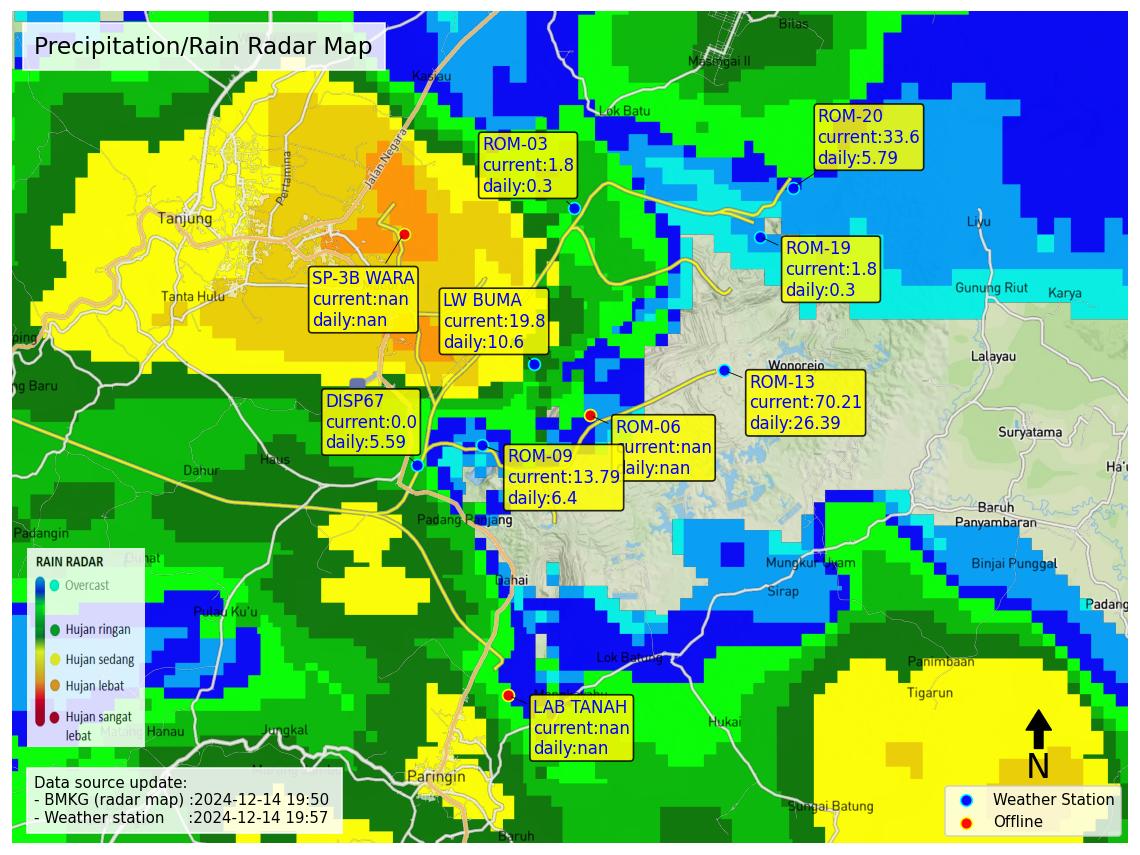 Precipitation/Rain Radar Map
Bilas
Masingai II
Kasiau
Lok Batu
ROM-20
current:33.6
daily:5.79
ROM-03
current:1.8
daily:0.3
Jalan Negara
Pertamina
Tanjung
Liyu
ROM-19
current:1.8
daily:0.3
SP-3B WARA
current:nan
daily:nan
Tanta Hulu
LW BUMA
current:19.8
daily:10.6
Gunung Riut
Karya
ping
Lalayau
Wonorejo
ROM-13
current:70.21
daily:26.39
ng Baru
DISP67
current:0.0
daily:5.59
ROM-06
current:nan
daily:nan
Suryatama
ROM-09
current:13.79
daily:6.4
Haus
Dahur
Ha'u
Baruh
Panyambaran
Padang Panjang
Padangin
Mungkur Uyam
Binjai Punggal
Dahai
Sirap
Padang
RAIN RADAR
Overcast
Hujan ringan
Hujan sedang
Hujan lebat
Hujan sangat
lebat
Pulau Ku'u
Lok Batung
Panimbaan
Tigarun
LAB TANAH
current:nan
daily:nan
Hukai
Matang Hanau
Jungkal
Paringin
Sungai Batung
Baruh
N
Data source update:
- BMKG (radar map) :2024-12-14 19:50
- Weather station :2024-12-14 19:57
Weather Station
Offline